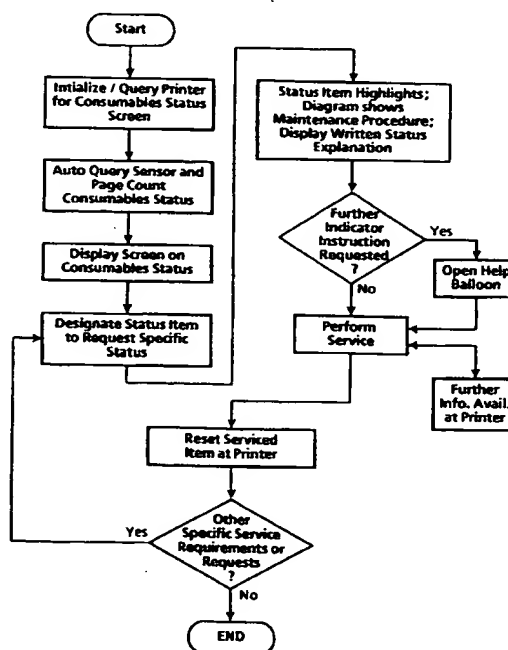 Start
Intialize / Query Printer
for Consumables Status
Screen
Auto Query Sensor and
Page Count
Consumables Status
Display Screen on
Consumables Status
Designate Status Item
to Request Specific
Status
Status Item Highlights;
Diagram shows
Maintenance Procedure;
Display Written Status
Explanation
Further
Indicator
Instruction
Requested
?
Yes
No
Open Help
Balloon
Perform
Service
Further
Info. Avail.
at Printer
Reset Serviced
Item at Printer
Other
Specific Service
Requirements or
Requests
?
Yes
No
END